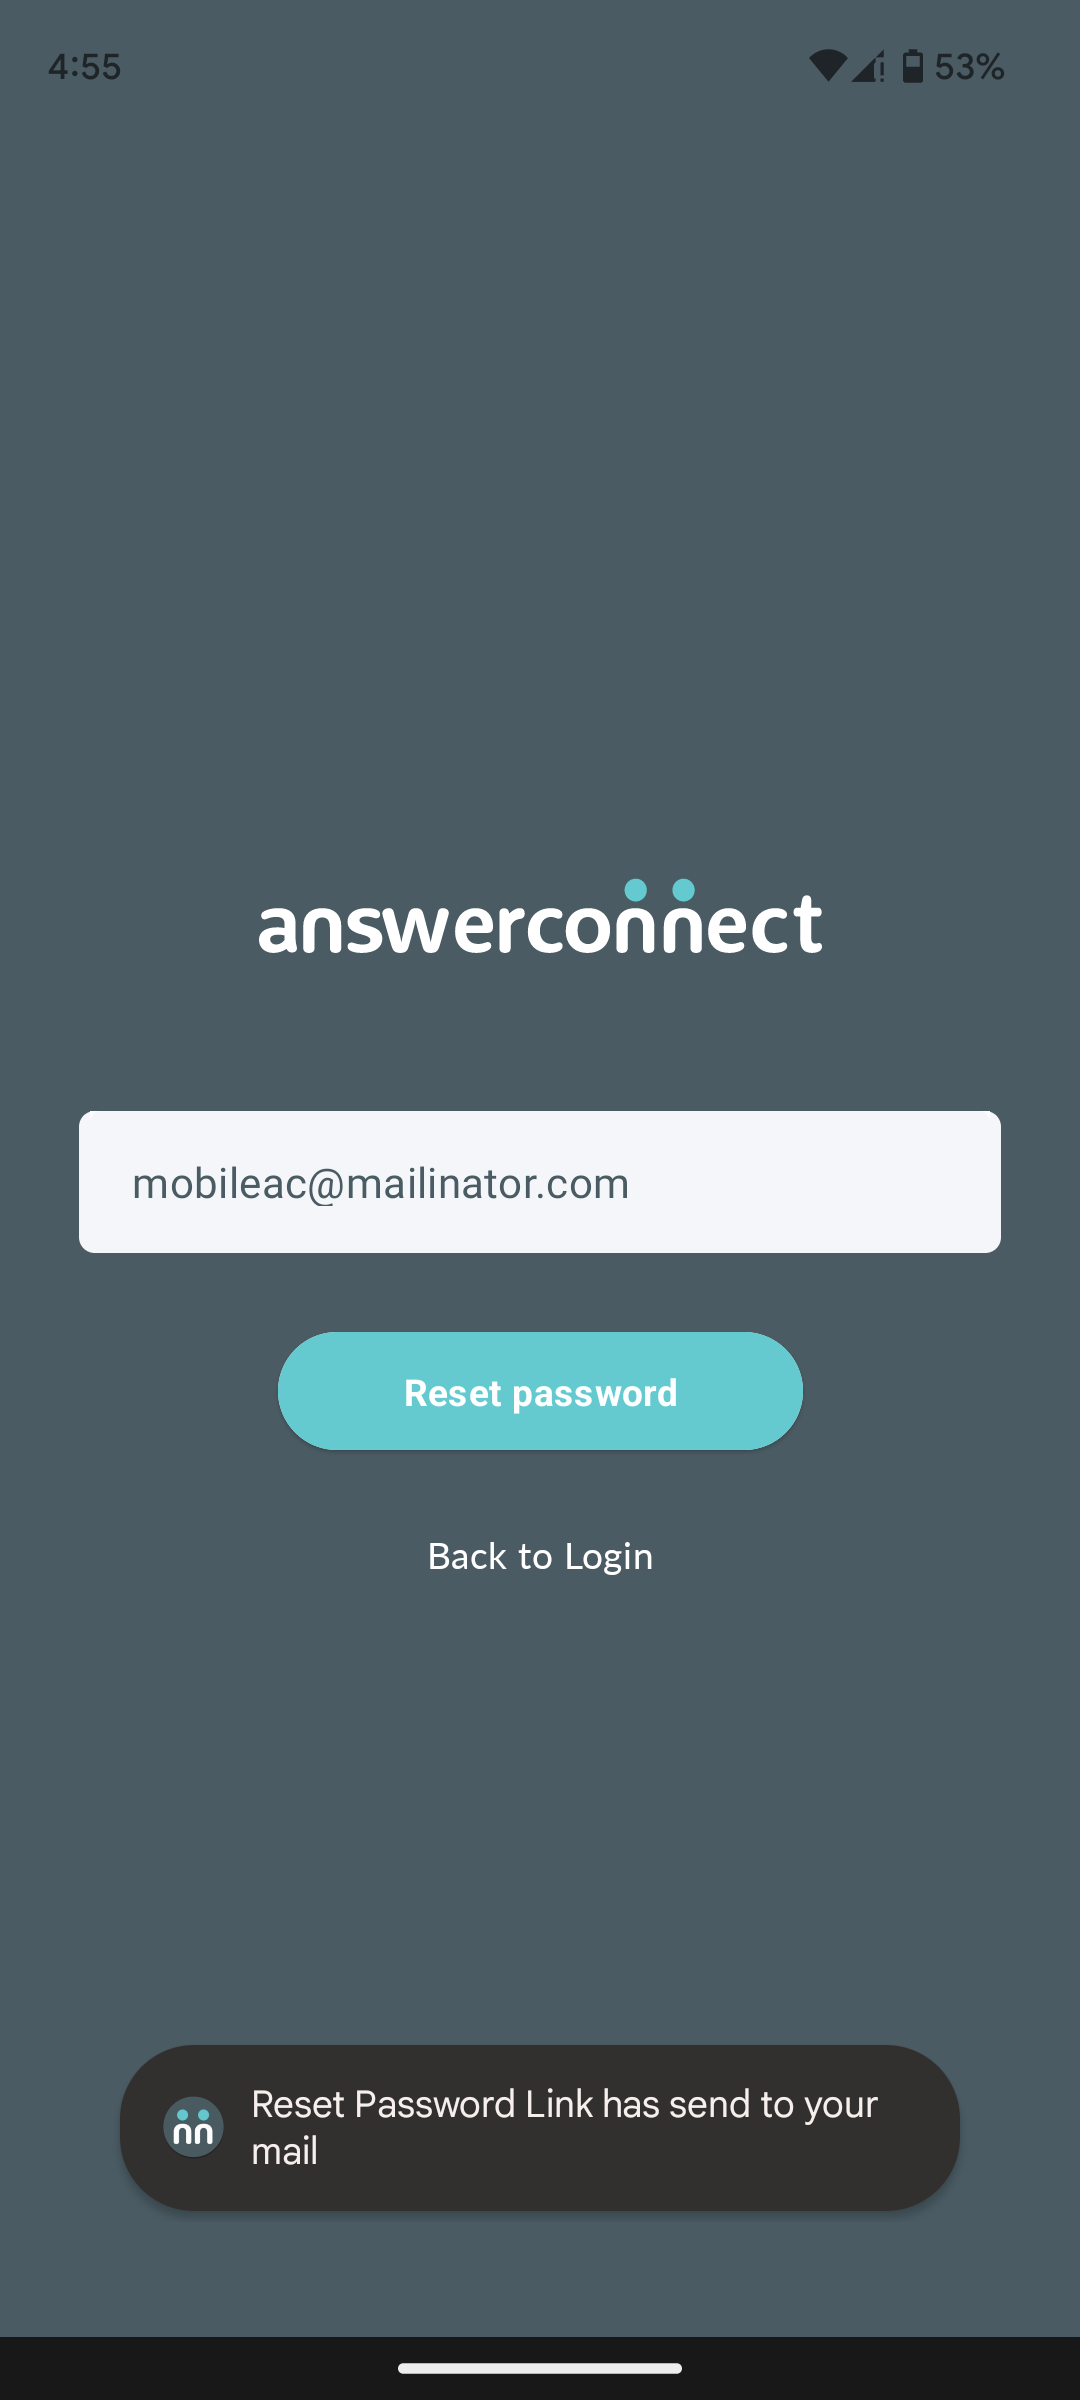 4:55
53%
answerconnect
mobileac@mailinator.com
Reset password
Back to Login
Reset Password Link has send to your
mail